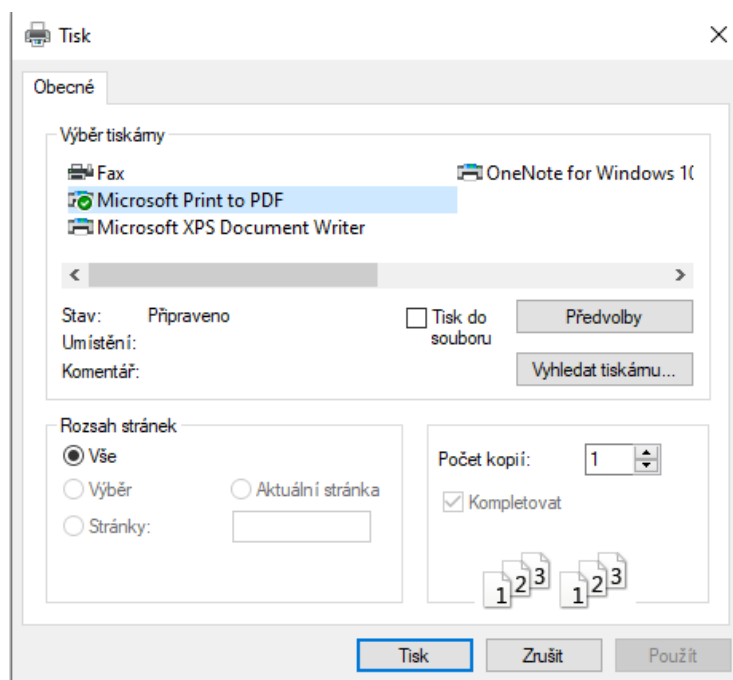 Tisk
Obecné
Výběr tiskárny
Fax
OneNote for Windows 10
Microsoft Print to PDF
Microsoft XPS Document Writer
Stav: Připraveno
Umístění:
Komentář:
Tisk do souboru
Předvolby
Vyhledat tiskárnu...
Rozsah stránek
Vše
Výběr
Aktuální stránka
Stránky:
Počet kopií: 1
Kompletovat
1 2 3 1 2 3
Tisk Zrušit Použít